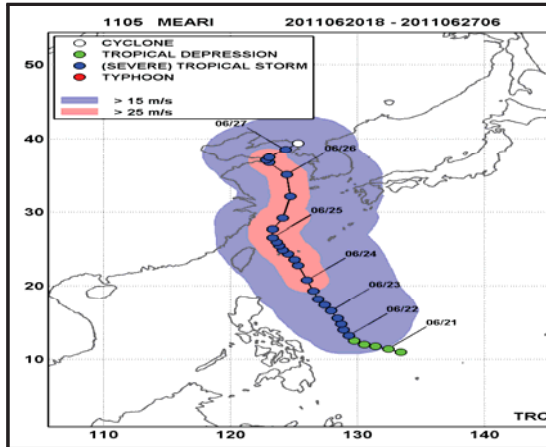 1105 MEARI 2011062018 - 2011062706
CYCLONE
TROPICAL DEPRESSION
(SEVERE) TROPICAL STORM
TYPHOON
> 15 m/s
> 25 m/s
50
40
30
20
10
06/27
06/26
06/25
06/24
06/23
06/22
06/21
110 120 130 140
TRO